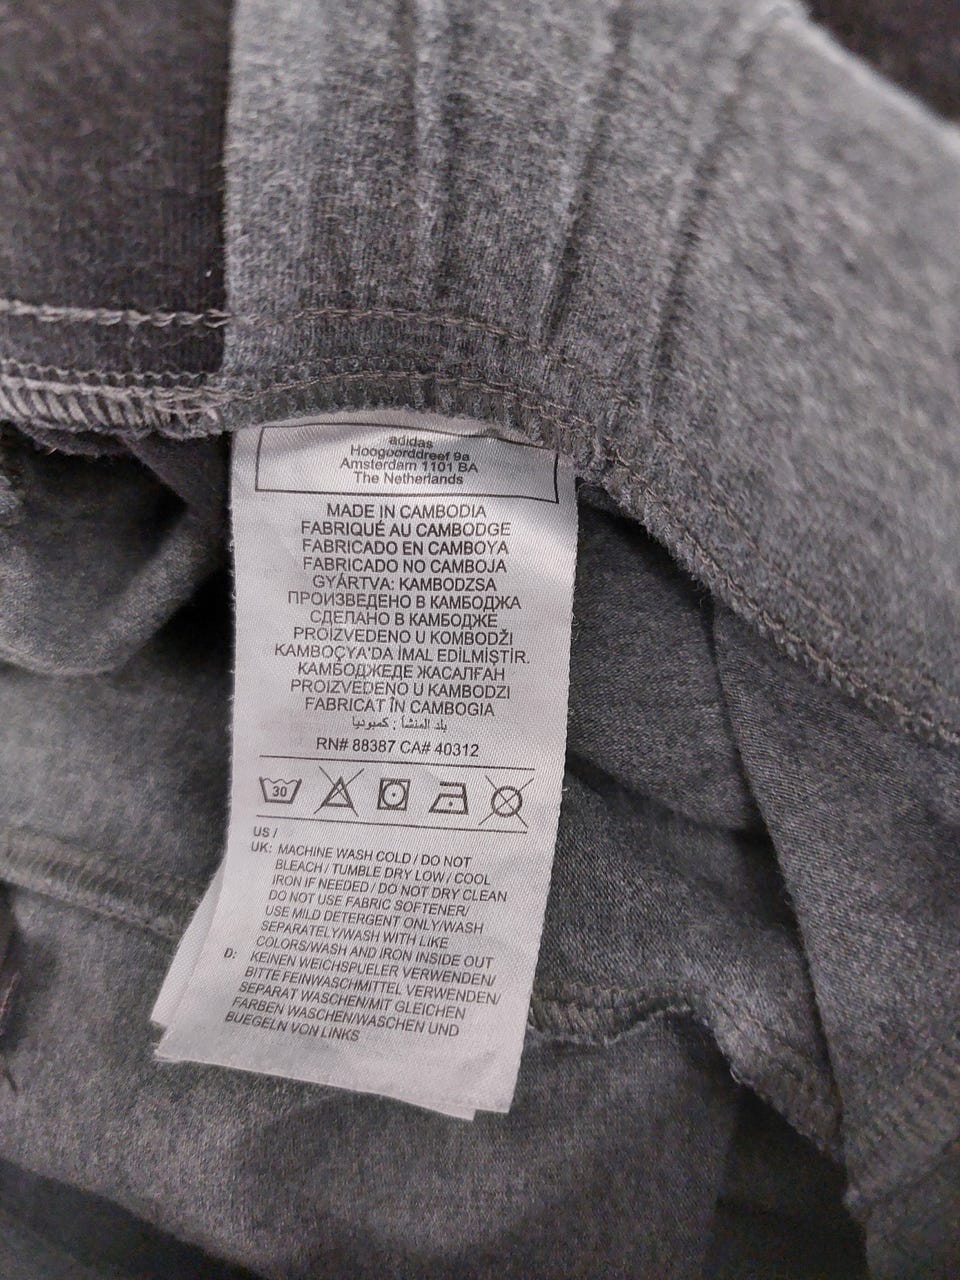 adidas
Hoogoorddreef 9a
Amsterdam 1101 BA
The Netherlands
MADE IN CAMBODIA
FABRIQUÉ AU CAMBODGE
FABRICADO EN CAMBOYA
FABRICADO NO CAMBOJA
GYÁRTVA: KAMBODZSA
ПРОИЗВЕДЕНО В КАМБОДЖА
СДЕЛАНО В КАМБОДЖЕ
PROIZVEDENO U KOMBODŽI
KAMBOÇYA'DA İMAL EDİLMİŞTİR.
КАМБОДЖЕДЕ ЖАСАЛҒАН
PROIZVEDENO U KAMBODZI
FABRICAT ÎN CAMBOGIA
بلد المنشأ : كمبوديا
RN# 88387 CA# 40312
30
US /
UK: MACHINE WASH COLD / DO NOT
BLEACH / TUMBLE DRY LOW / COOL
IRON IF NEEDED / DO NOT DRY CLEAN
DO NOT USE FABRIC SOFTENER/
USE MILD DETERGENT ONLY/WASH
SEPARATELY/WASH WITH LIKE
COLORS/WASH AND IRON INSIDE OUT
D: KEINEN WEICHSPUELER VERWENDEN/
BITTE FEINWASCHMITTEL VERWENDEN/
SEPARAT WASCHEN/MIT GLEICHEN
FARBEN WASCHEN/WASCHEN UND
BUEGELN VON LINKS